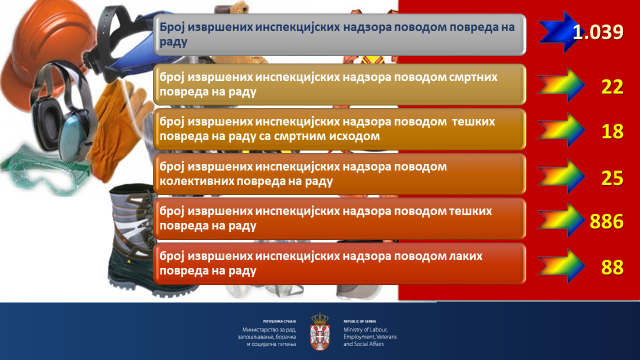 Број извршених инспекцијских надзора поводом повреда на
раду
1.039
број извршених инспекцијских надзора поводом смртних
повреда на раду
22
број извршених инспекцијских надзора поводом тешких
повреда на раду са смртним исходом
18
број извршених инспекцијских надзора поводом
колективних повреда на раду
25
број извршених инспекцијских надзора поводом тешких
повреда на раду
886
број извршених инспекцијских надзора поводом лаких
повреда на раду
88
РЕПУБЛИКА СРБИЈА
Министарство за рад,
запошљавање, борачка
и социјална питања
REPUBLIC OF SERBIA
Ministry of Labour,
Employment, Veterans
and Social Affairs